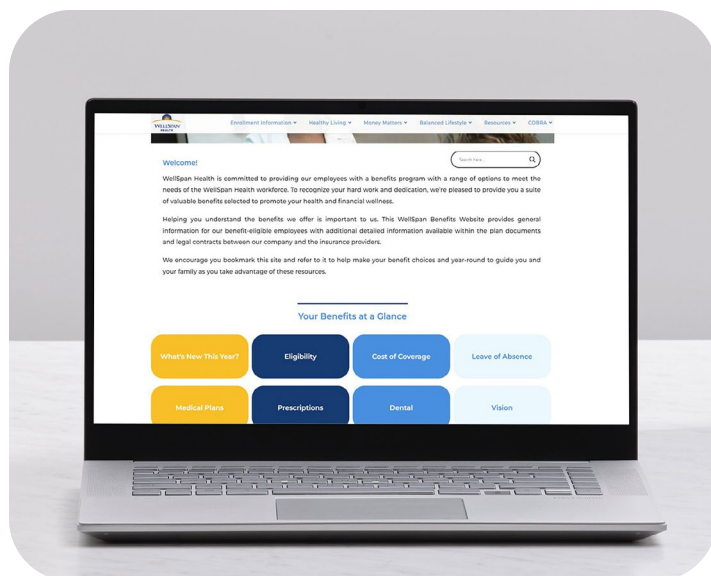 WELLSPAN
HEALTH
Enrollment Information
Healthy Living
Money Matters
Balanced Lifestyle
Resources
COBRA
Search here...
Welcome!
WellSpan Health is committed to providing our employees with a benefits program with a range of options to meet the
needs of the WellSpan Health workforce. To recognize your hard work and dedication, we're pleased to provide you a suite
of valuable benefits selected to promote your health and financial wellness.
Helping you understand the benefits we offer is important to us. This WellSpan Benefits Website provides general
information for our benefit-eligible employees with additional detailed information available within the plan documents
and legal contracts between our company and the insurance providers.
We encourage you bookmark this site and refer to it to help make your benefit choices and year-round to guide you and
your family as you take advantage of these resources.
Your Benefits at a Glance
What's New This Year?
Eligibility
Cost of Coverage
Leave of Absence
Medical Plans
Prescriptions
Dental
Vision